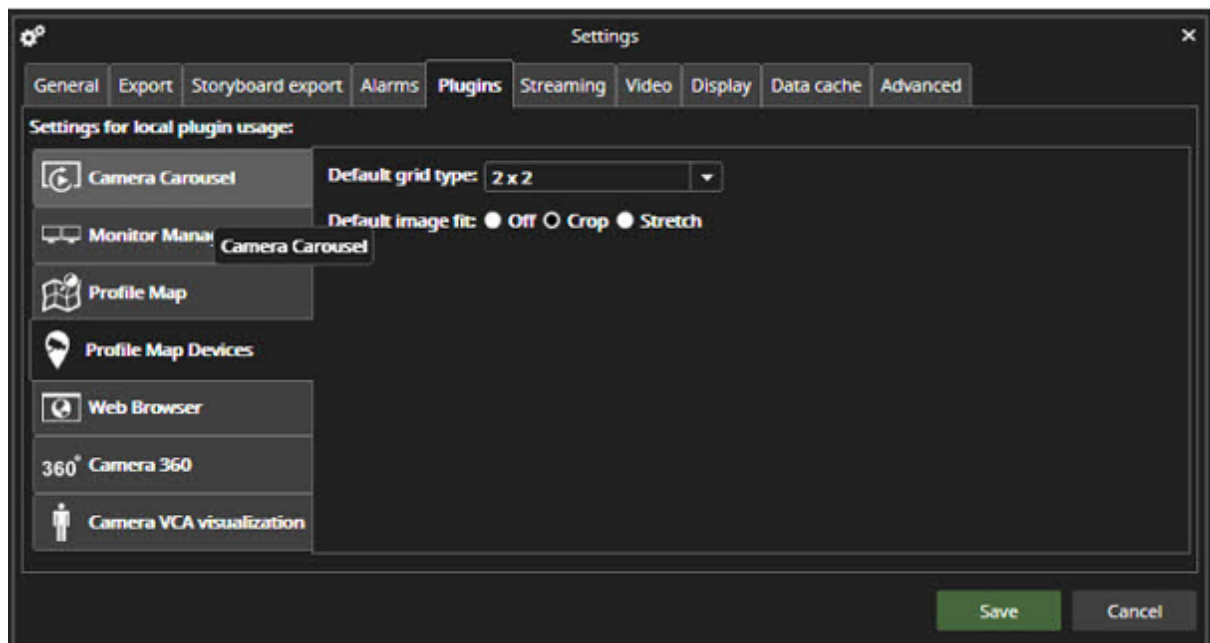 Settings
General Export Storyboard export Alarms Plugins Streaming Video Display Data cache Advanced
Settings for local plugin usage:
Camera Carousel
Default grid type: 2 x 2
Monitor Mana
Default image fit: Off Crop Stretch
Camera Carousel
Profile Map
Profile Map Devices
Web Browser
360° Camera 360
Camera VCA visualization
Save Cancel